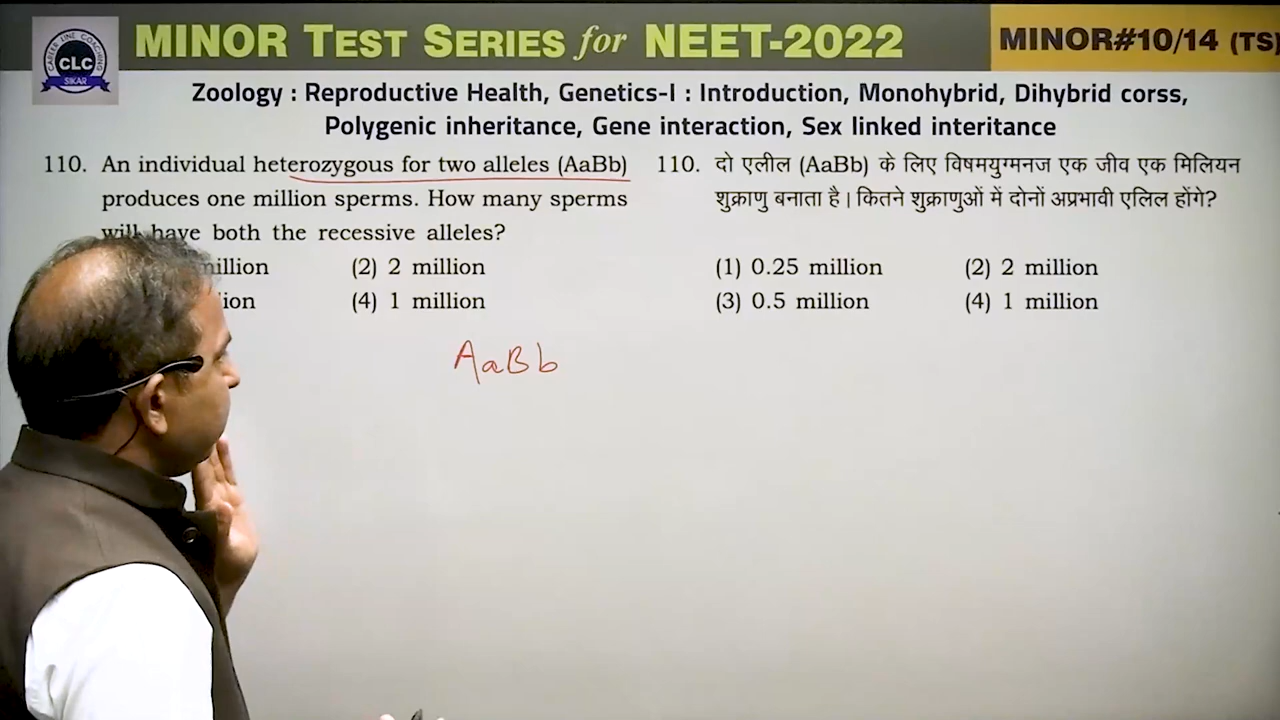 CAREER LINE COACHING
CLC
SIKAR
MINOR TEST SERIES for NEET-2022
MINOR#10/14 (TS)
Zoology : Reproductive Health, Genetics-I : Introduction, Monohybrid, Dihybrid corss,
Polygenic inheritance, Gene interaction, Sex linked interitance
110. An individual heterozygous for two alleles (AaBb)
produces one million sperms. How many sperms
will have both the recessive alleles?
million (2) 2 million
(4) 1 million
110. दो एलील (AaBb) के लिए विषमयुग्मनज एक जीव एक मिलियन
शुक्राणु बनाता है। कितने शुक्राणुओं में दोनों अप्रभावी एलिल होंगे?
(1) 0.25 million (2) 2 million
(3) 0.5 million (4) 1 million
AaBb